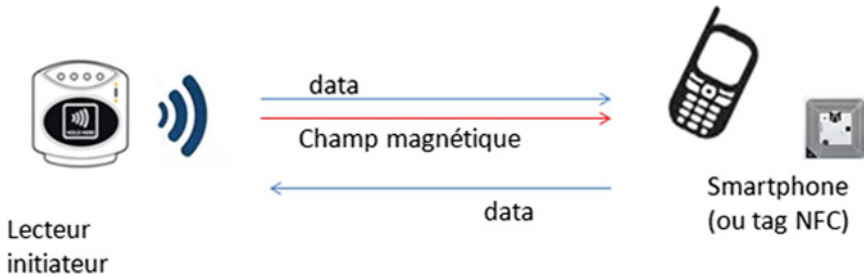 data
Champ magnétique
data
Smartphone
(ou tag NFC)
Lecteur
initiateur